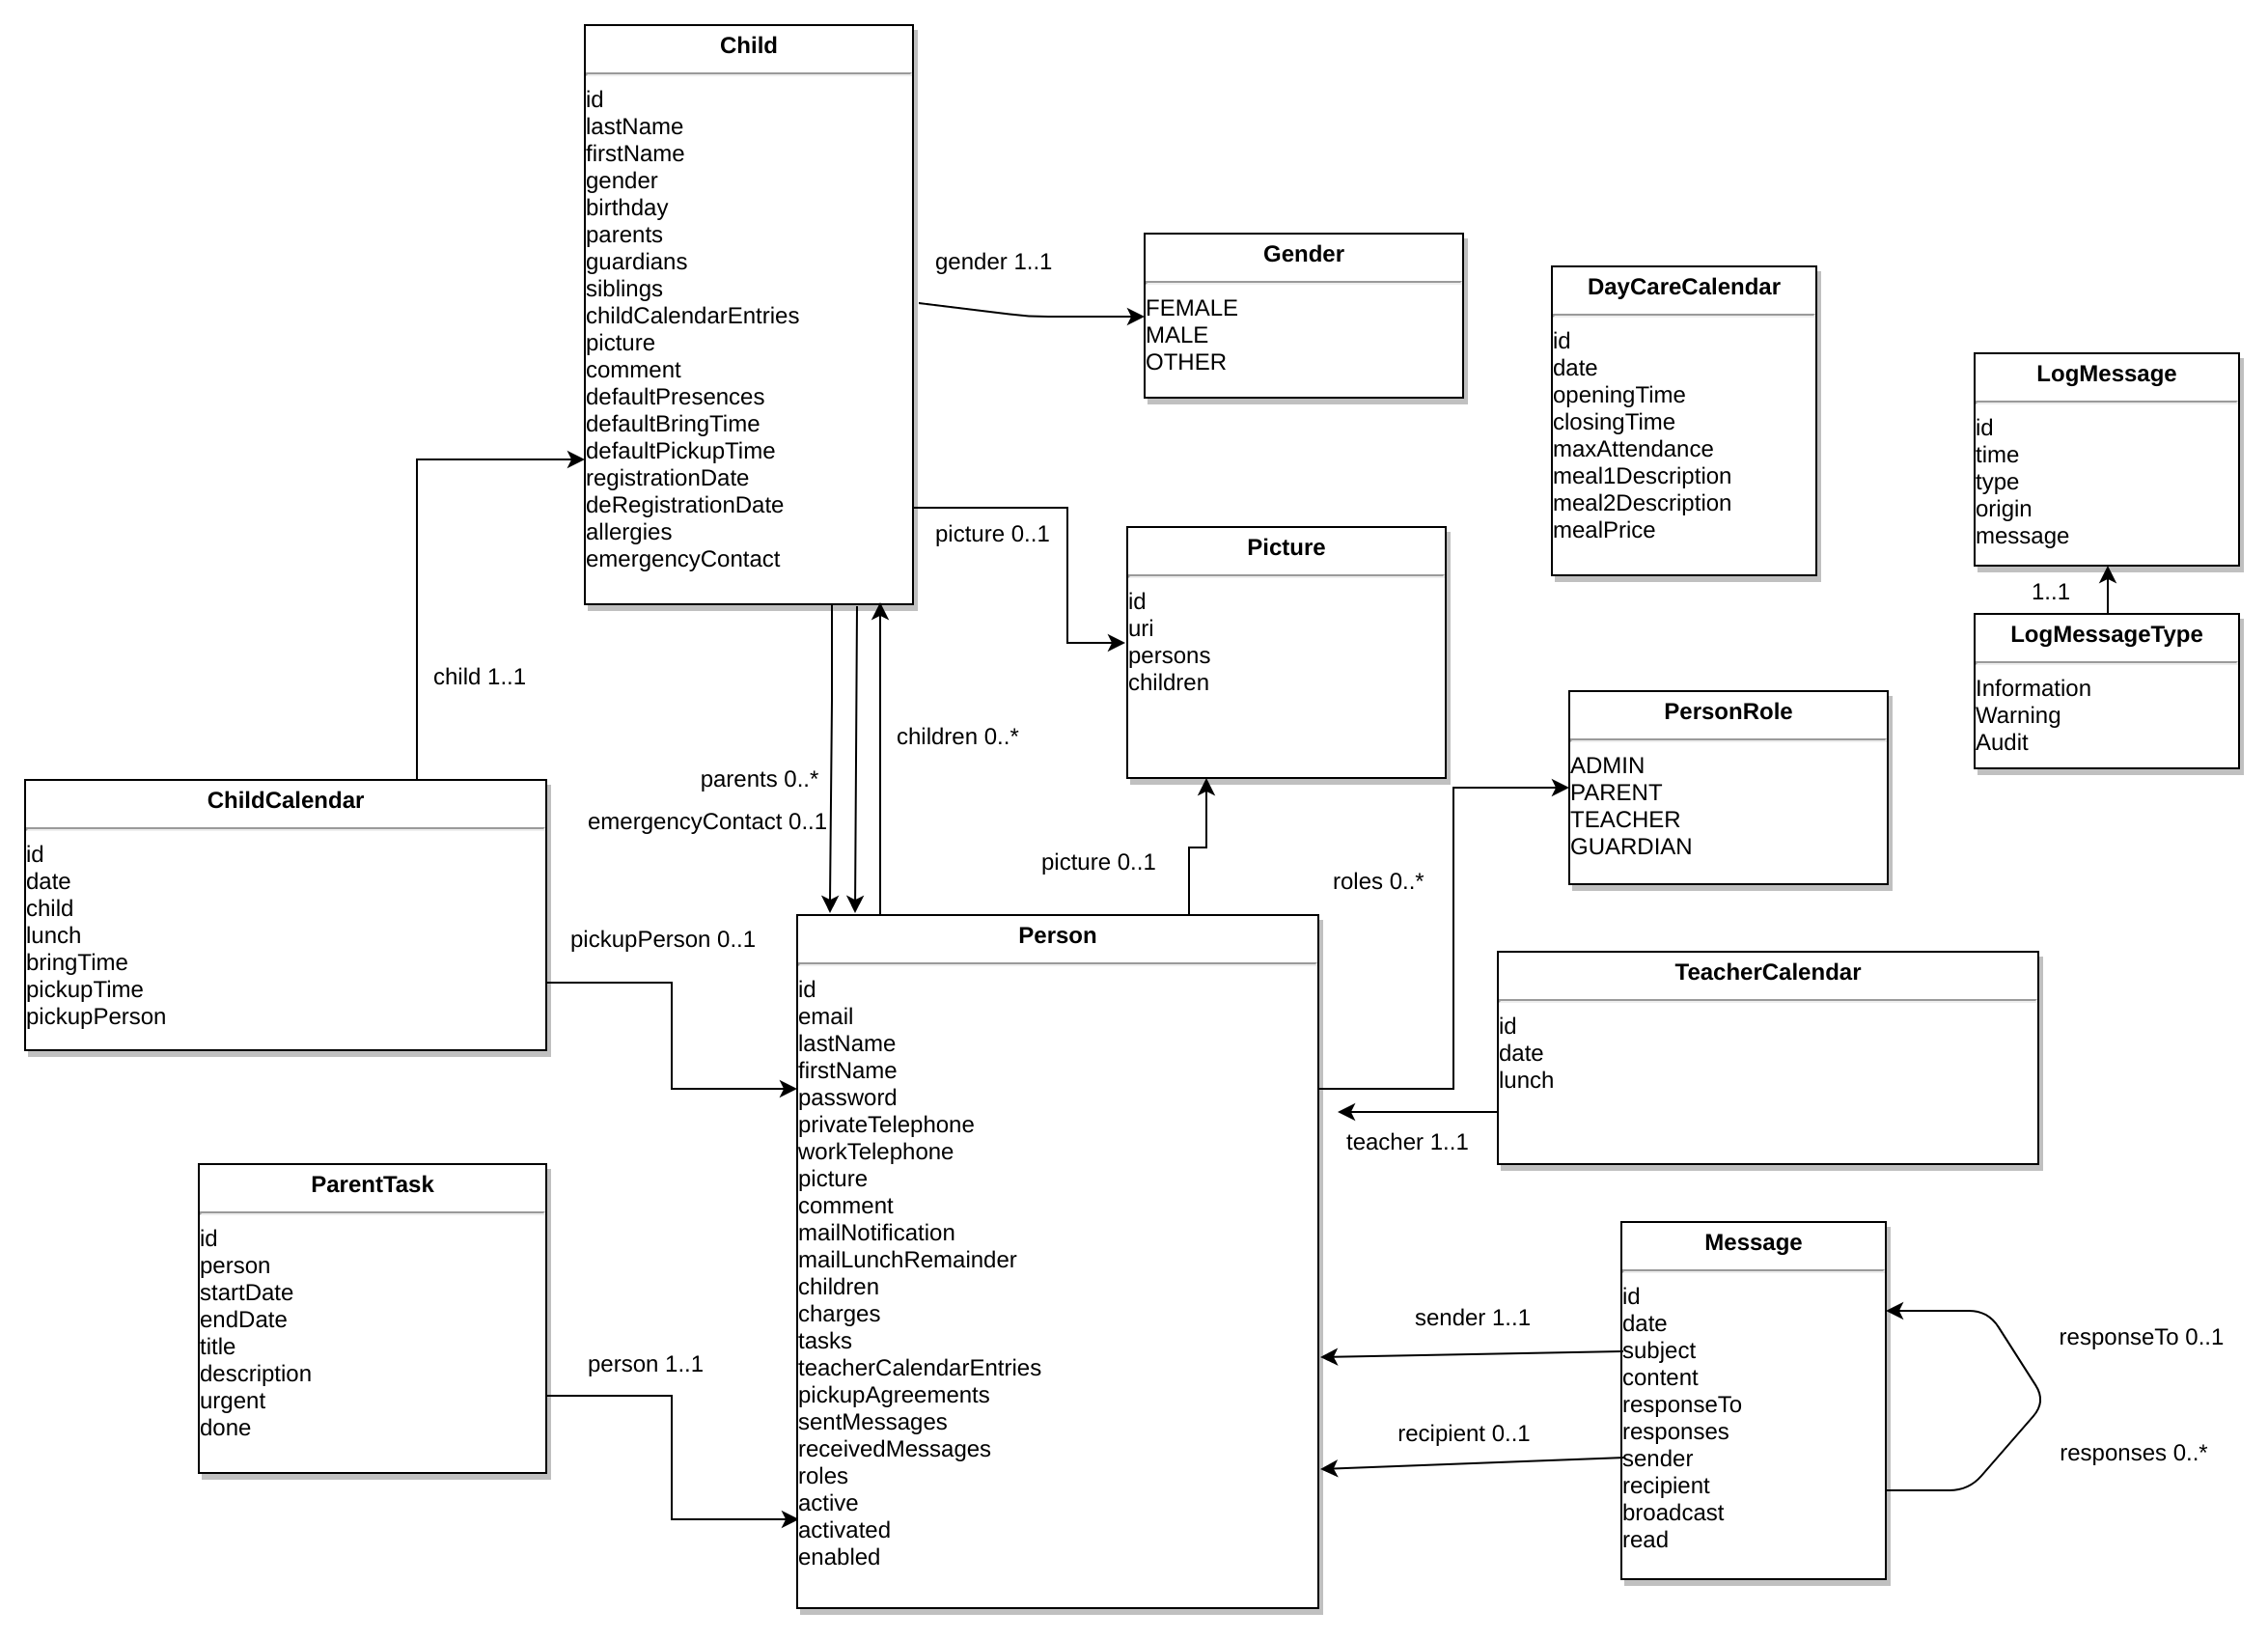 Child
id
lastName
firstName
gender
birthday
parents
guardians
siblings
childCalendarEntries
picture
comment
defaultPresences
defaultBringTime
defaultPickupTime
registrationDate
deRegistrationDate
allergies
emergencyContact
gender 1..1
Gender
FEMALE
MALE
OTHER
DayCareCalendar
id
date
openingTime
closingTime
maxAttendance
meal1Description
meal2Description
mealPrice
LogMessage
id
time
type
origin
message
1..1
LogMessageType
Information
Warning
Audit
picture 0..1
Picture
id
uri
persons
children
child 1..1
children 0..*
parents 0..*
emergencyContact 0..1
PersonRole
ADMIN
PARENT
TEACHER
GUARDIAN
ChildCalendar
id
date
child
lunch
bringTime
pickupTime
pickupPerson
picture 0..1
roles 0..*
pickupPerson 0..1
Person
id
email
lastName
firstName
password
privateTelephone
workTelephone
picture
comment
mailNotification
mailLunchRemainder
children
charges
tasks
teacherCalendarEntries
pickupAgreements
sentMessages
receivedMessages
roles
active
activated
enabled
TeacherCalendar
id
date
lunch
teacher 1..1
ParentTask
id
person
startDate
endDate
title
description
urgent
done
person 1..1
Message
id
date
subject
content
responseTo
responses
sender
recipient
broadcast
read
sender 1..1
recipient 0..1
responseTo 0..1
responses 0..*